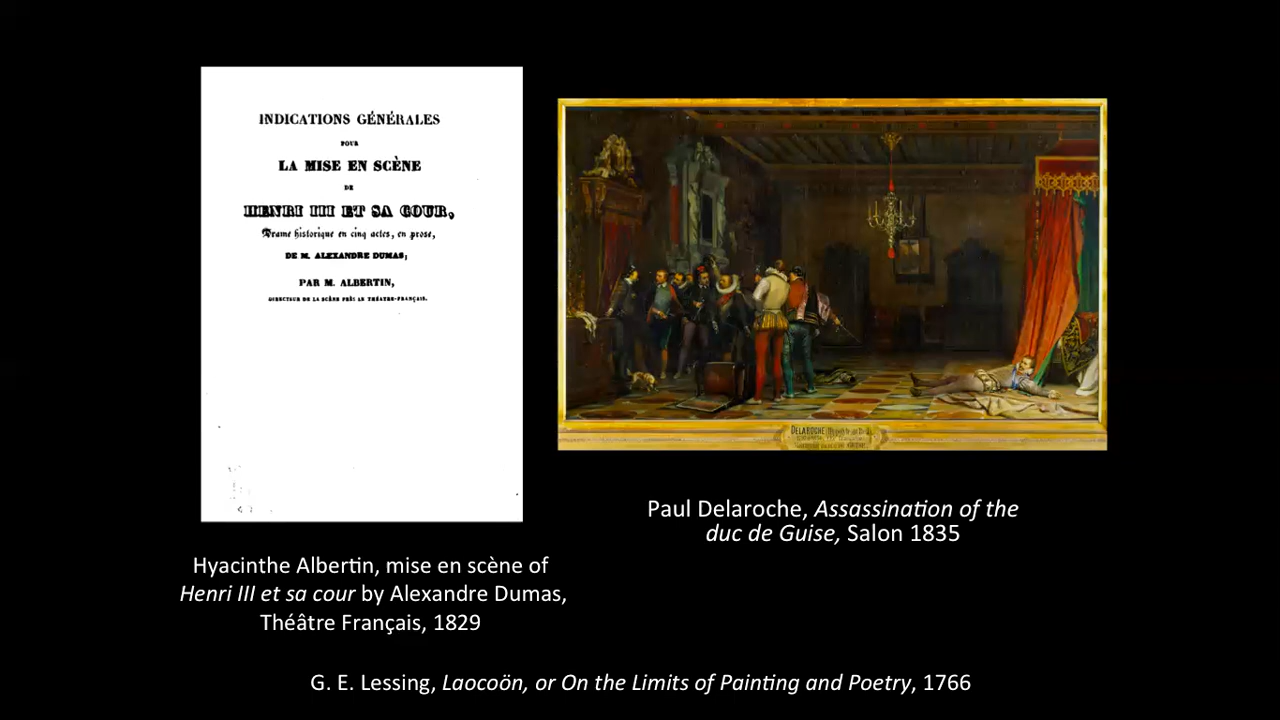 INDICATIONS GÉNÉRALES
POUR
LA MISE EN SCÈNE
DE
HENRI III ET SA COUR,
Drame historique en cinq actes, en prose,
DE M. ALEXANDRE DUMAS;
PAR M. ALBERTIN,
DIRECTEUR DE LA SCÈNE PRÈS LE THÉATRE-FRANÇAIS.
DELAROCHE
Paul Delaroche, Assassination of the
duc de Guise, Salon 1835
Hyacinthe Albertin, mise en scène of
Henri III et sa cour by Alexandre Dumas,
Théâtre Français, 1829
G. E. Lessing, Laocoön, or On the Limits of Painting and Poetry, 1766